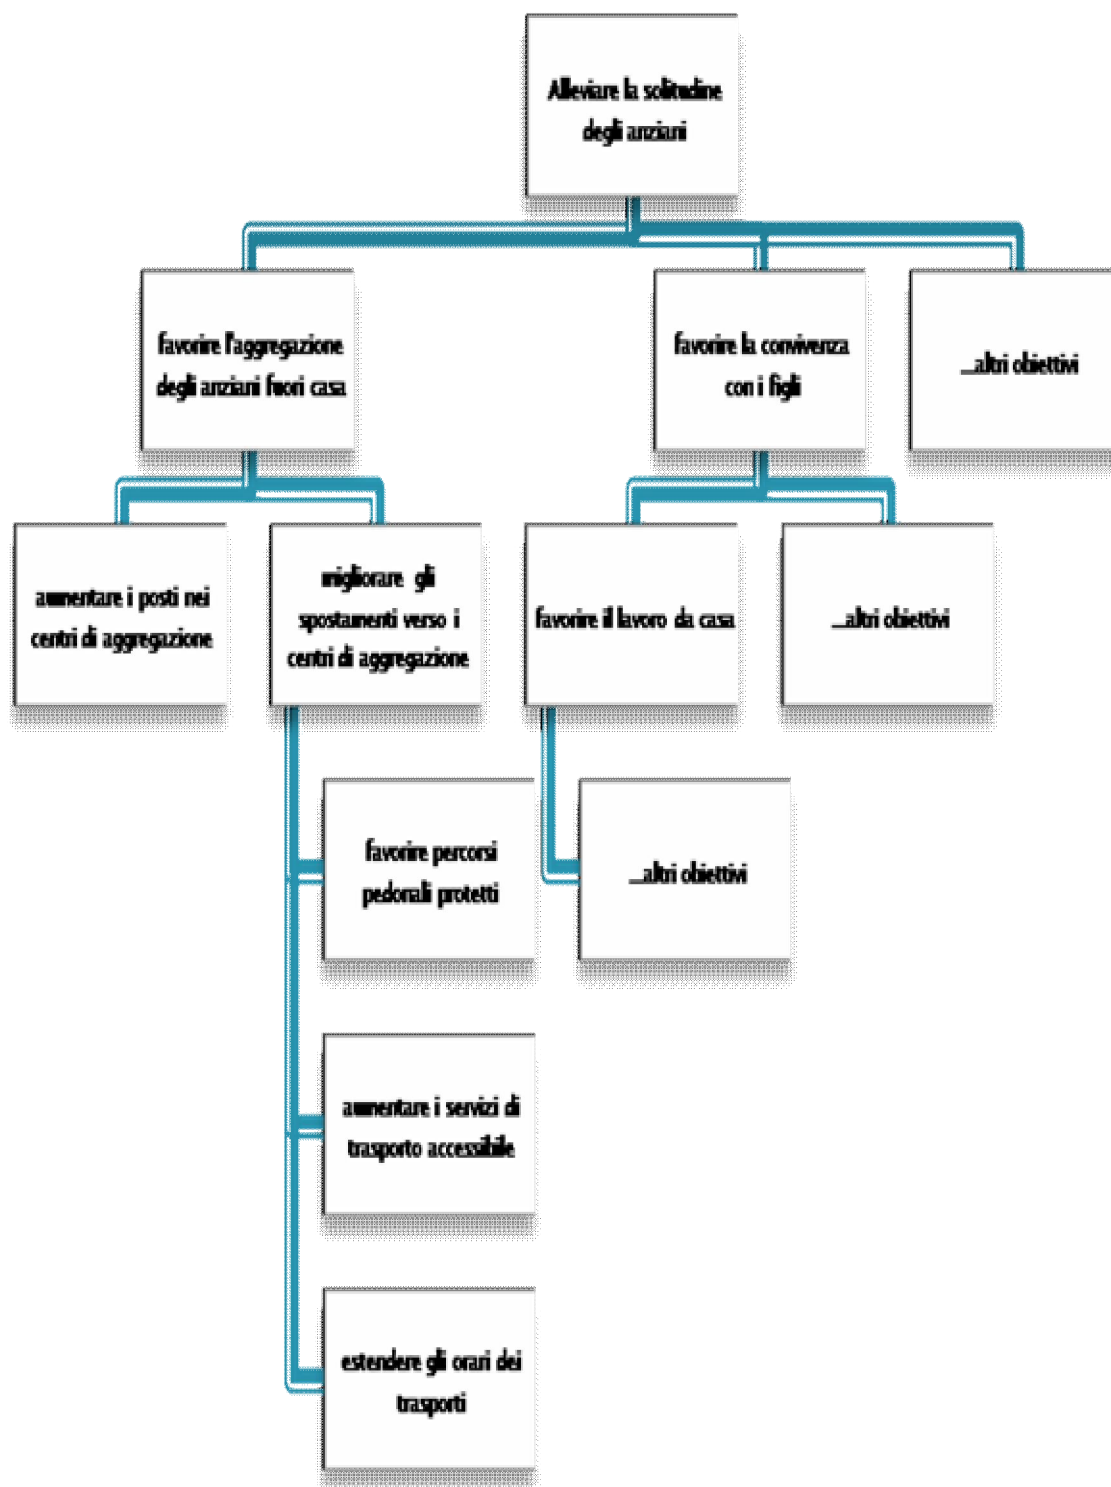 Alleviare la solitudine
degli anziani
favorire l'aggregazione
degli anziani fuori casa
favorire la convivenza
con i figli
...altri obiettivi
aumentare i posti nei
centri di aggregazione
migliorare gli
spostamenti verso i
centri di aggregazione
favorire il lavoro da casa
...altri obiettivi
favorire percorsi
pedonali protetti
...altri obiettivi
aumentare i servizi di
trasporto accessibile
estendere gli orari dei
trasporti